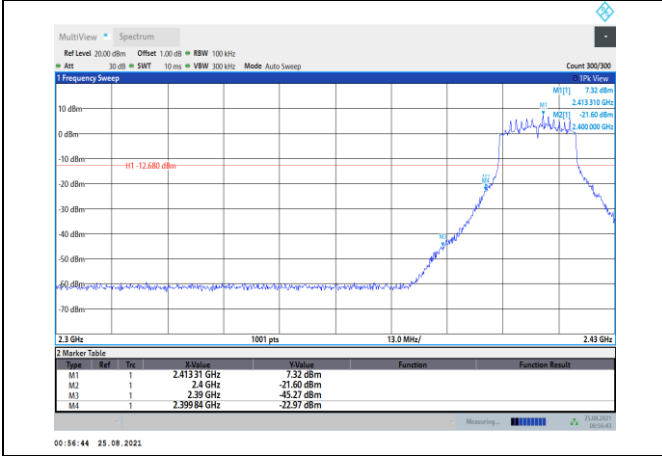 MultiView Spectrum
Ref Level 20.00 dBm Offset 1.00 dB RBW 100 kHz
Att 30 dB SWT 10 ms VBW 300 kHz Mode Auto Sweep Count 300/300
1 Frequency Sweep 1Pk View
M1[1] 7.32 dBm
2.413 310 GHz
M2[1] -21.60 dBm
2.400 000 GHz
M1
10 dBm
0 dBm
-10 dBm
H1 -12.680 dBm
-20 dBm
M4
-30 dBm
-40 dBm
M3
-50 dBm
-60 dBm
-70 dBm
2.3 GHz 1001 pts 13.0 MHz/ 2.43 GHz
2 Marker Table
Type Ref Trc X-Value Y-Value Function Function Result
M1 1 2.41331 GHz 7.32 dBm
M2 1 2.4 GHz -21.60 dBm
M3 1 2.39 GHz -45.27 dBm
M4 1 2.39984 GHz -22.97 dBm
Measuring... 25.08.2021
00:56:43
00:56:44 25.08.2021